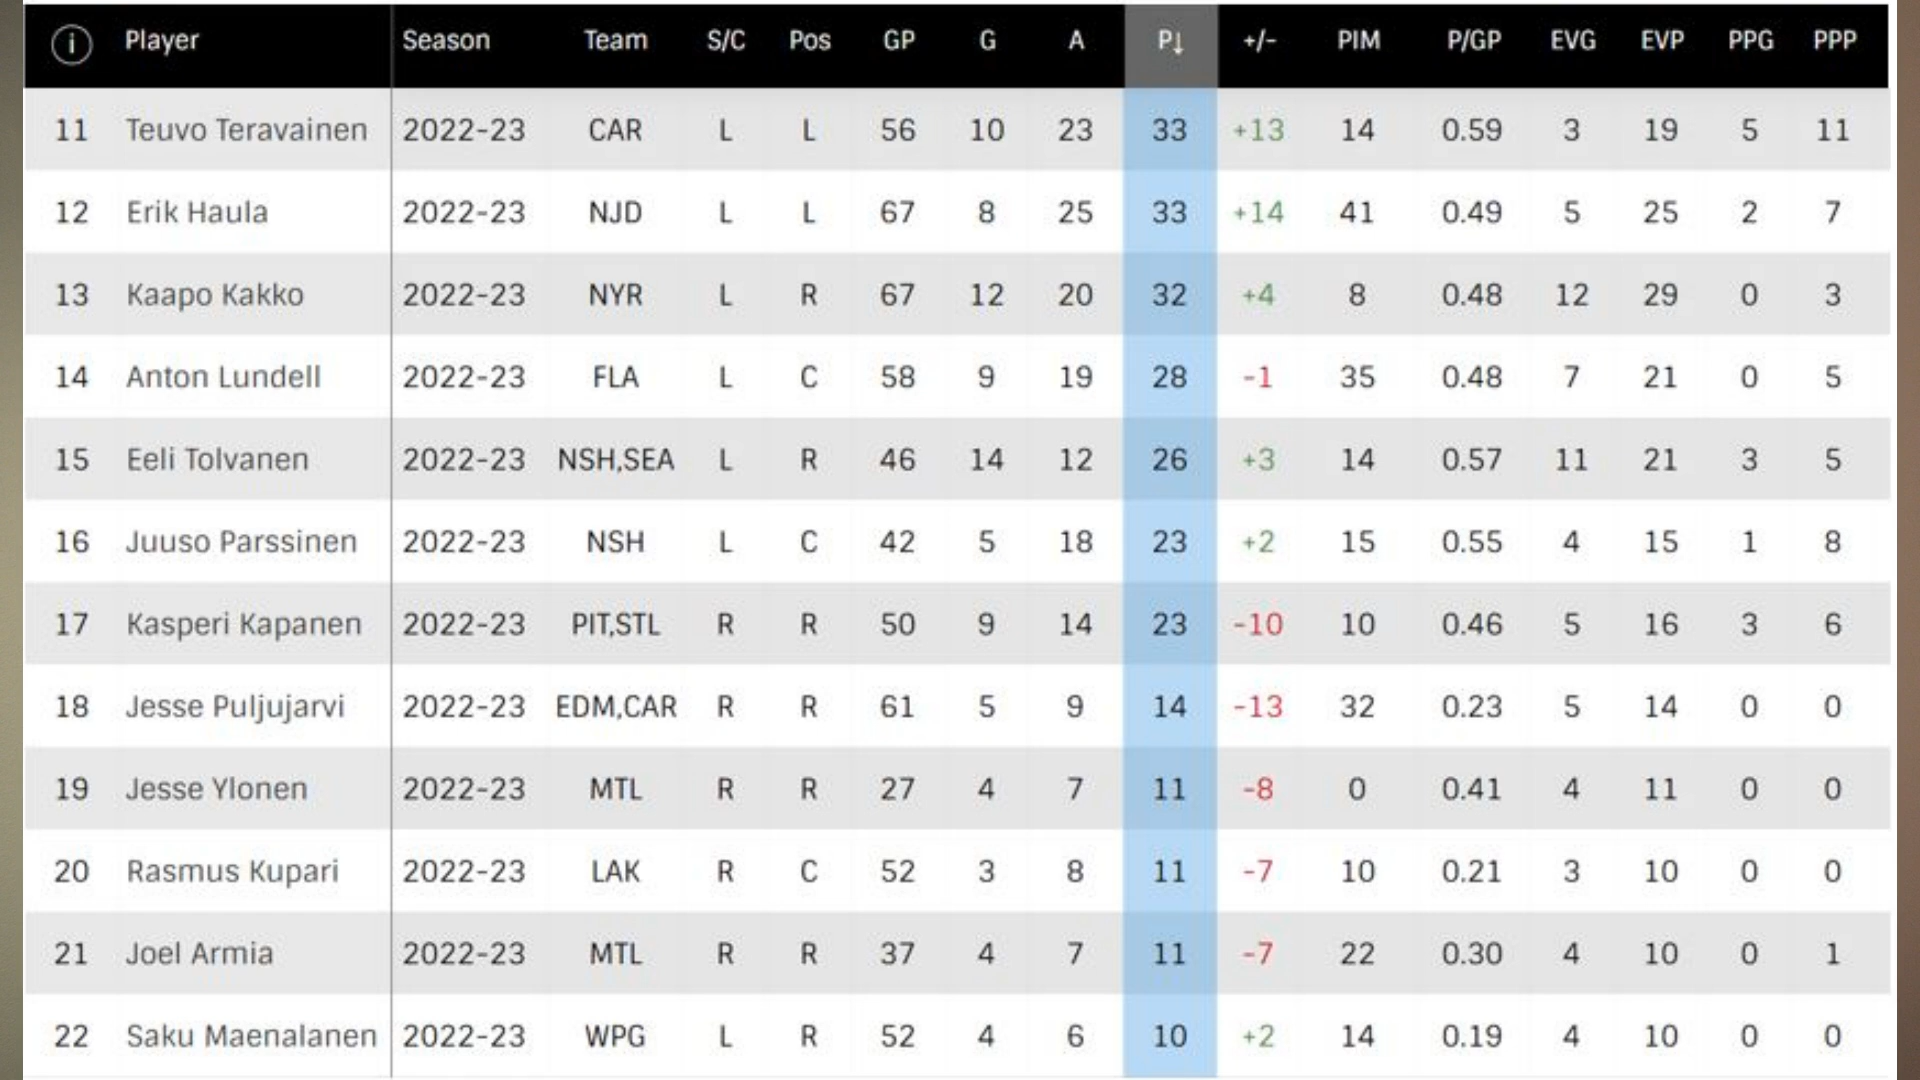 i Player Season Team S/C Pos GP G A P↓ +/- PIM P/GP EVG EVP PPG PPP
11 Teuvo Teravainen 2022-23 CAR L L 56 10 23 33 +13 14 0.59 3 19 5 11
12 Erik Haula 2022-23 NJD L L 67 8 25 33 +14 41 0.49 5 25 2 7
13 Kaapo Kakko 2022-23 NYR L R 67 12 20 32 +4 8 0.48 12 29 0 3
14 Anton Lundell 2022-23 FLA L C 58 9 19 28 -1 35 0.48 7 21 0 5
15 Eeli Tolvanen 2022-23 NSH,SEA L R 46 14 12 26 +3 14 0.57 11 21 3 5
16 Juuso Parssinen 2022-23 NSH L C 42 5 18 23 +2 15 0.55 4 15 1 8
17 Kasperi Kapanen 2022-23 PIT,STL R R 50 9 14 23 -10 10 0.46 5 16 3 6
18 Jesse Puljujarvi 2022-23 EDM,CAR R R 61 5 9 14 -13 32 0.23 5 14 0 0
19 Jesse Ylonen 2022-23 MTL R R 27 4 7 11 -8 0 0.41 4 11 0 0
20 Rasmus Kupari 2022-23 LAK R C 52 3 8 11 -7 10 0.21 3 10 0 0
21 Joel Armia 2022-23 MTL R R 37 4 7 11 -7 22 0.30 4 10 0 1
22 Saku Maenalanen 2022-23 WPG L R 52 4 6 10 +2 14 0.19 4 10 0 0